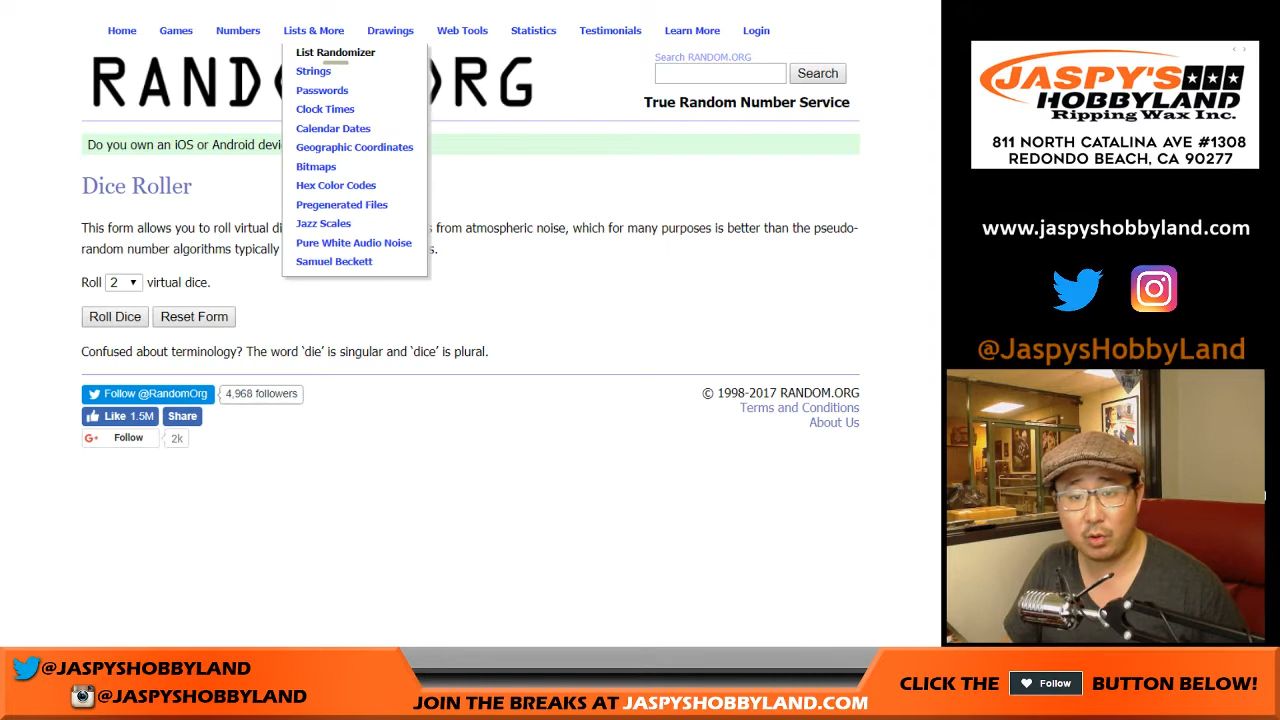 Home Games Numbers Lists & More Drawings Web Tools Statistics Testimonials Learn More Login
List Randomizer
Strings
Passwords
Clock Times
Calendar Dates
Geographic Coordinates
Bitmaps
Hex Color Codes
Pregenerated Files
Jazz Scales
Pure White Audio Noise
Samuel Beckett
RAND RG
Search RANDOM.ORG
Search
True Random Number Service
Do you own an iOS or Android
Dice Roller
This form allows you to roll virtual from atmospheric noise, which for many purposes is better than the pseudo-
random number algorithms typically
Roll 2 virtual dice.
Roll Dice Reset Form
Confused about terminology? The word ‘die’ is singular and ‘dice’ is plural.
Follow @RandomOrg 4,968 followers
Like 1.5M Share
G+ Follow 2k
© 1998-2017 RANDOM.ORG
Terms and Conditions
About Us
JASPY'S
HOBBYLAND
Ripping Wax Inc.
811 NORTH CATALINA AVE #1308
REDONDO BEACH, CA 90277
www.jaspyshobbyland.com
@JaspysHobbyLand
@JASPYSHOBBYLAND
@JASPYSHOBBYLAND
JOIN THE BREAKS AT JASPYSHOBBYLAND.COM
CLICK THE Follow BUTTON BELOW!